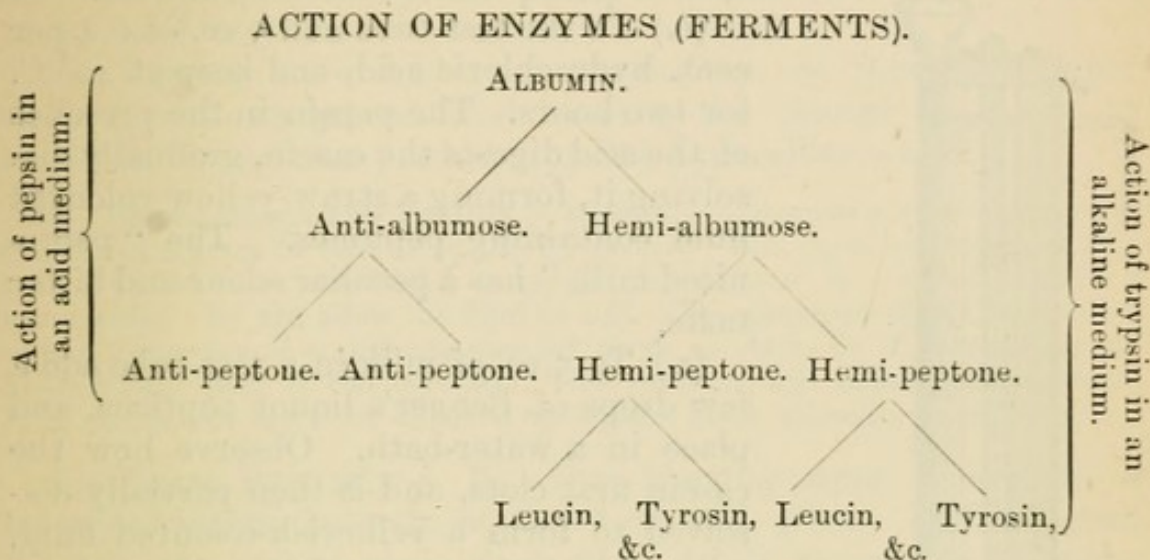 ACTION OF ENZYMES (FERMENTS).
ALBUMIN.
Action of pepsin in
an acid medium.
Action of trypsin in an
alkaline medium.
Anti-albumose. Hemi-albumose.
Anti-peptone. Anti-peptone. Hemi-peptone. Hemi-peptone.
Leucin, Tyrosin, Leucin, Tyrosin,
&c. &c.